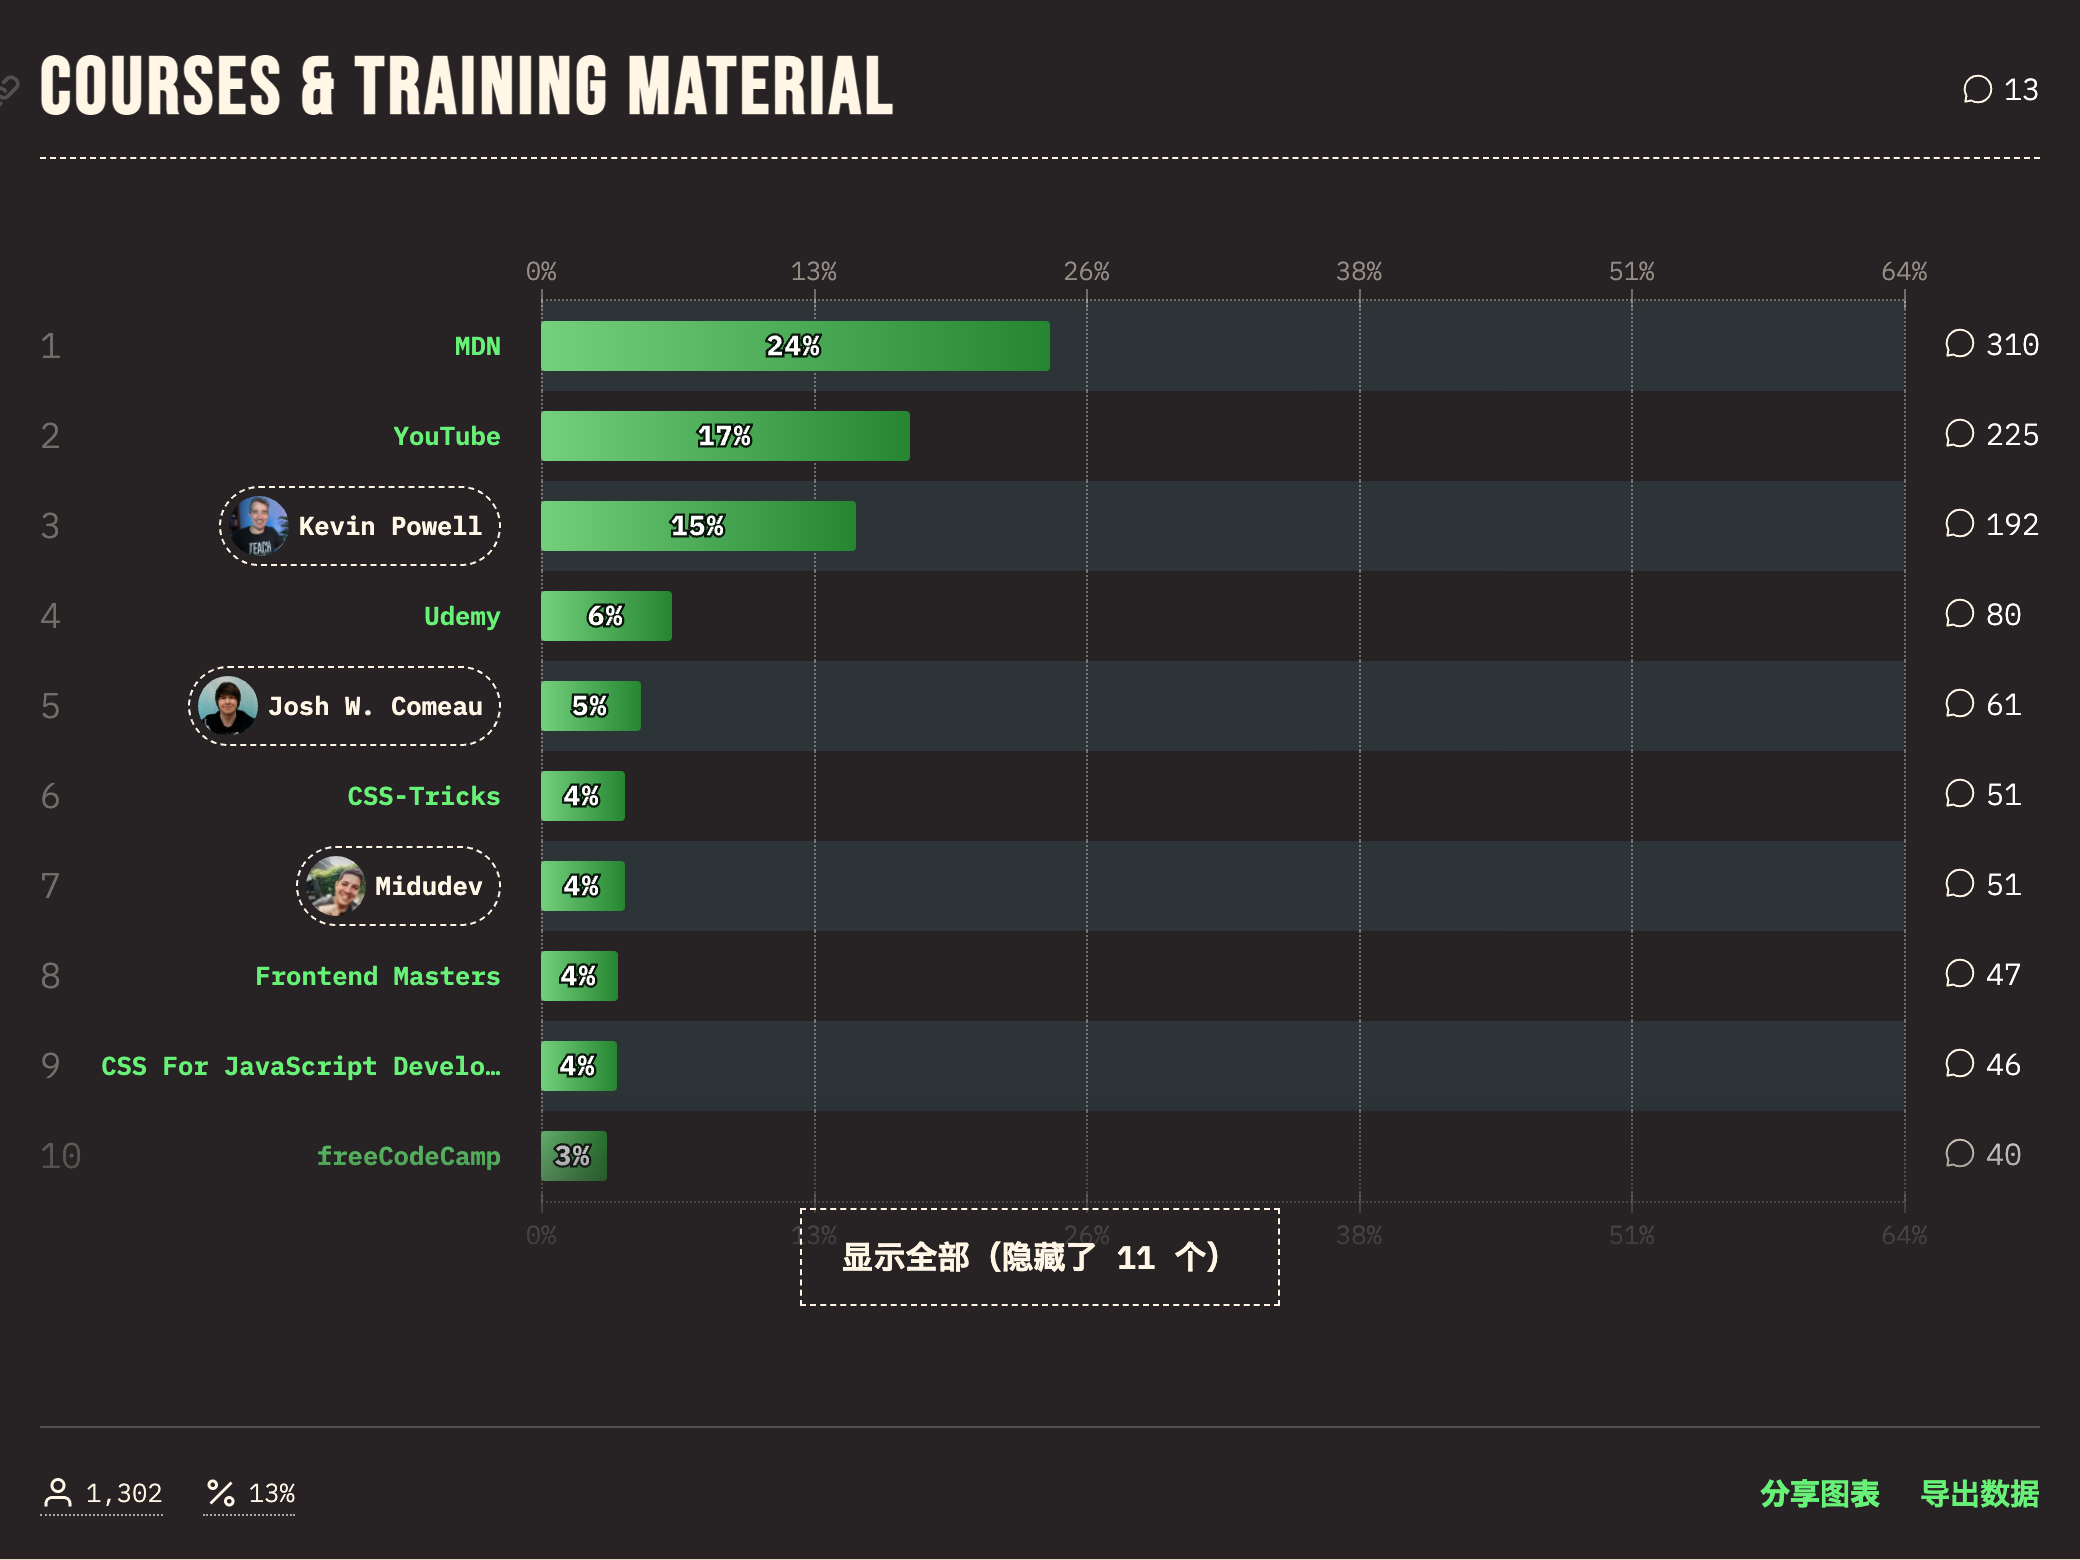 COURSES & TRAINING MATERIAL
13
0% 13% 26% 38% 51% 64%
1 MDN 24% 310
2 YouTube 17% 225
3 Kevin Powell 15% 192
4 Udemy 6% 80
5 Josh W. Comeau 5% 61
6 CSS-Tricks 4% 51
7 Midudev 4% 51
8 Frontend Masters 4% 47
9 CSS For JavaScript Develo… 4% 46
10 freeCodeCamp 3% 40
0% 13% 26% 38% 51% 64%
显示全部（隐藏了 11 个）
1,302 13% 分享图表 导出数据